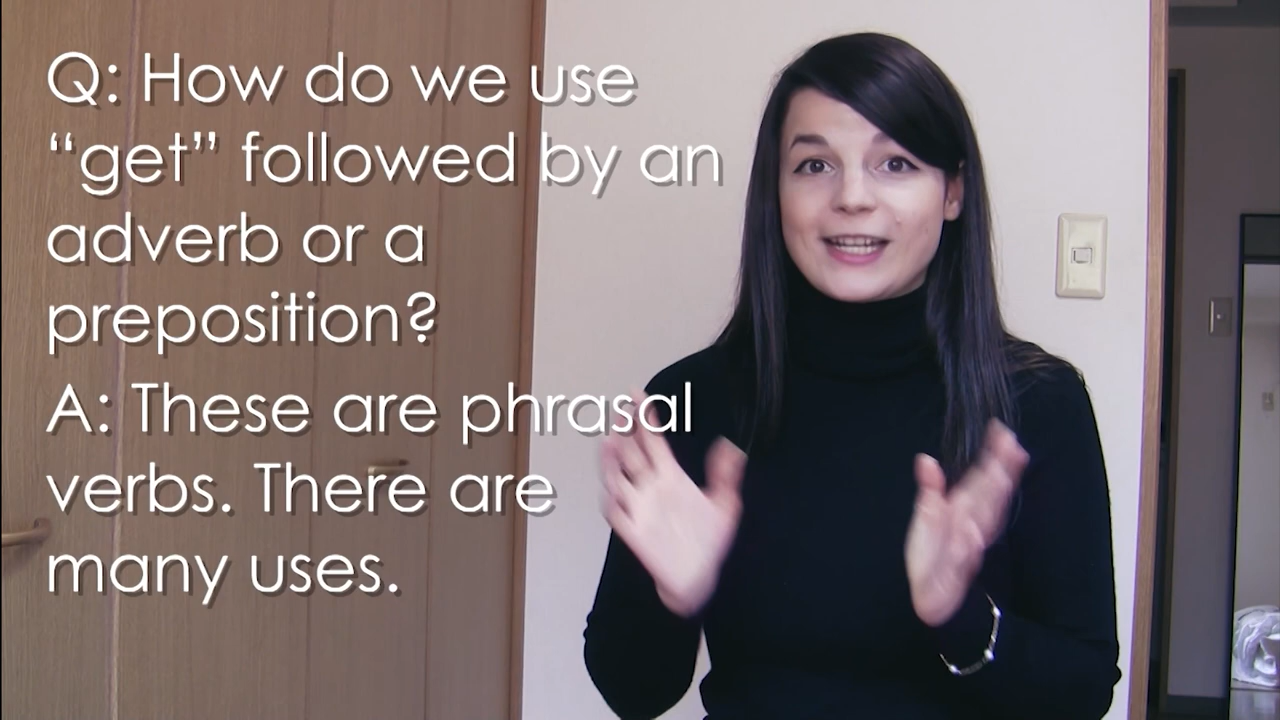 Q: How do we use
“get” followed by an
adverb or a
preposition?
A: These are phrasal
verbs. There are
many uses.